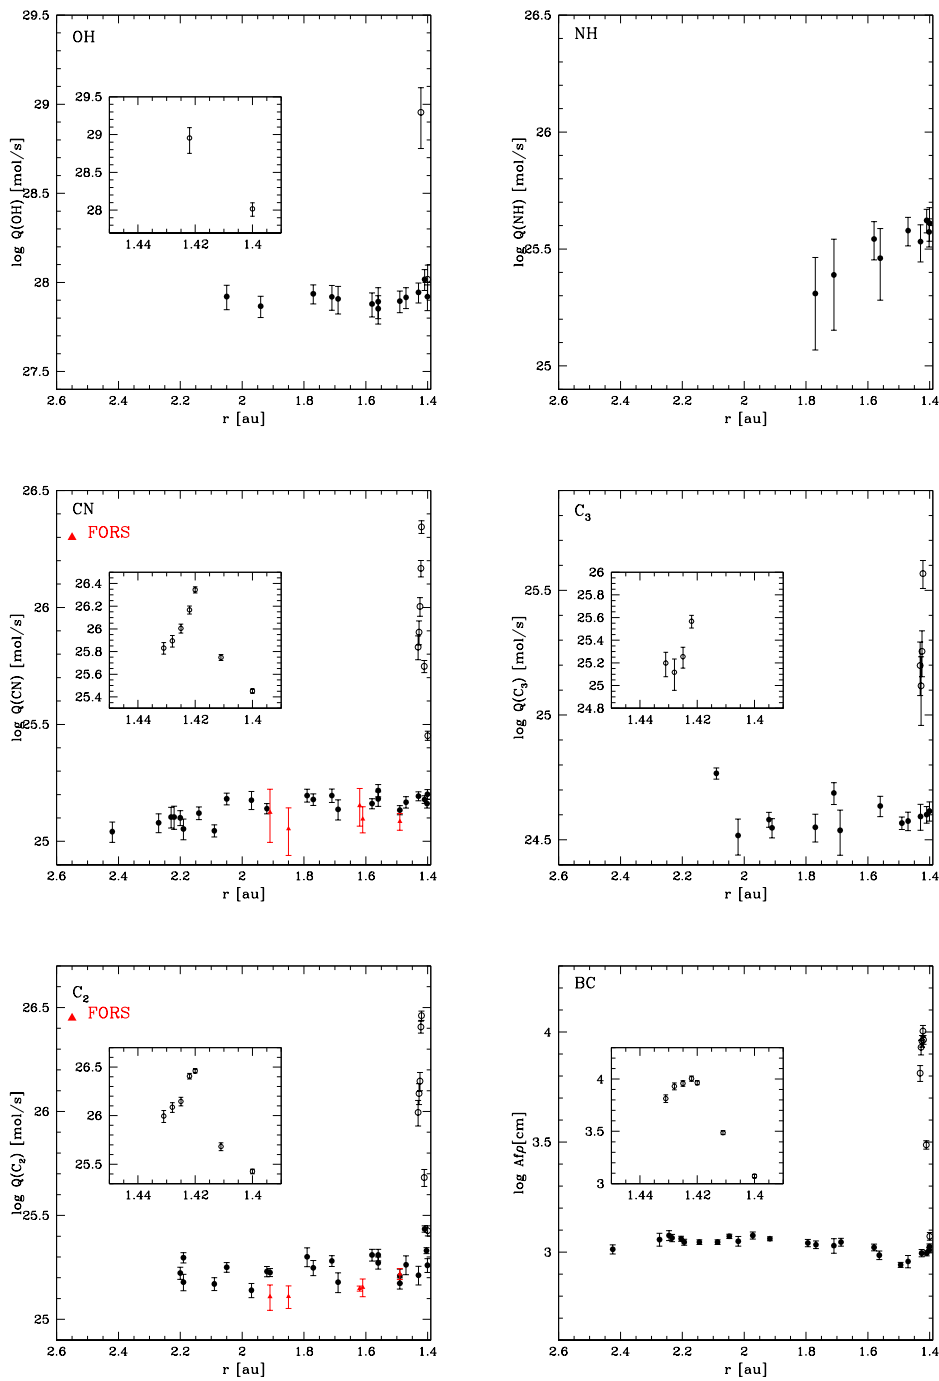 OH
29.5
29
28.5
28
27.5
log Q(OH) [mol/s]
2.6 2.4 2.2 2 1.8 1.6 1.4
r [au]
29.5
29
28.5
28
1.44 1.42 1.4
NH
26.5
26
25.5
25
log Q(NH) [mol/s]
2.6 2.4 2.2 2 1.8 1.6 1.4
r [au]
CN
FORS
26.5
26
25.5
25
log Q(CN) [mol/s]
2.6 2.4 2.2 2 1.8 1.6 1.4
r [au]
26.4
26.2
26
25.8
25.6
25.4
1.44 1.42 1.4
C₃
25.5
25
24.5
log Q(C₃) [mol/s]
2.6 2.4 2.2 2 1.8 1.6 1.4
r [au]
26
25.8
25.6
25.4
25.2
25
24.8
1.44 1.42 1.4
C₂
FORS
26.5
26
25.5
25
log Q(C₂) [mol/s]
2.6 2.4 2.2 2 1.8 1.6 1.4
r [au]
26.5
26
25.5
1.44 1.42 1.4
BC
4
3.5
3
log Afρ[cm]
2.6 2.4 2.2 2 1.8 1.6 1.4
r [au]
4
3.5
3
1.44 1.42 1.4